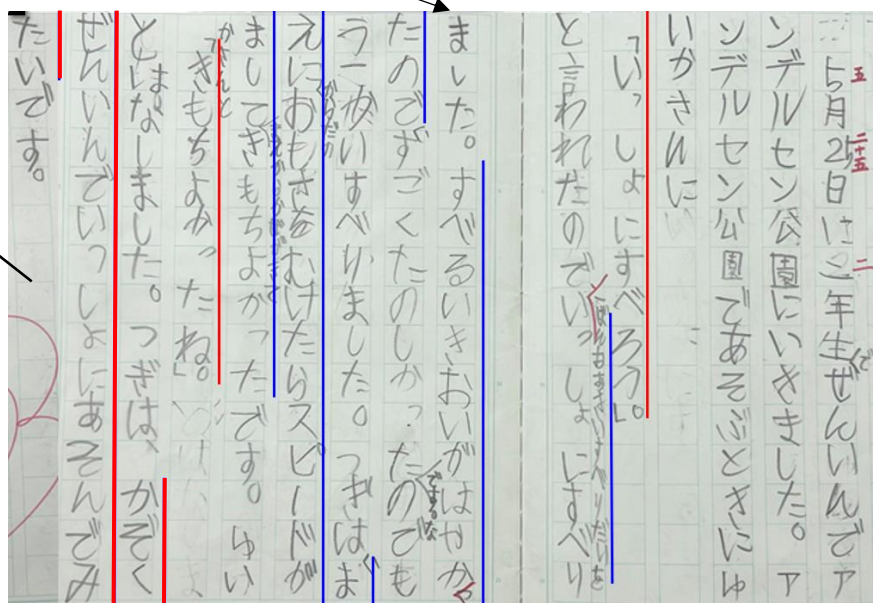 5月25日に二年生ぜんいんでア
五
二十五
二
で
ンデルセン公園にいきました。ア
ンデルセン公園であそぶときにゆ
いかさんに
「いっしょにすべろう」。
と言われたのでいっしょにすべり
ました。すべるいきおいがはやか
っ
たのでずごくたのしかったのでも
う一かいすべりました。つぎはま
えにおもさをむけたらスピードが
からだの
ましてきもちよかったです。ゆい
かさんと
「きもちよかったね。」
とはなしました。つぎは、かぞく
ぜんいんでいっしょにあそんでみ
たいです。